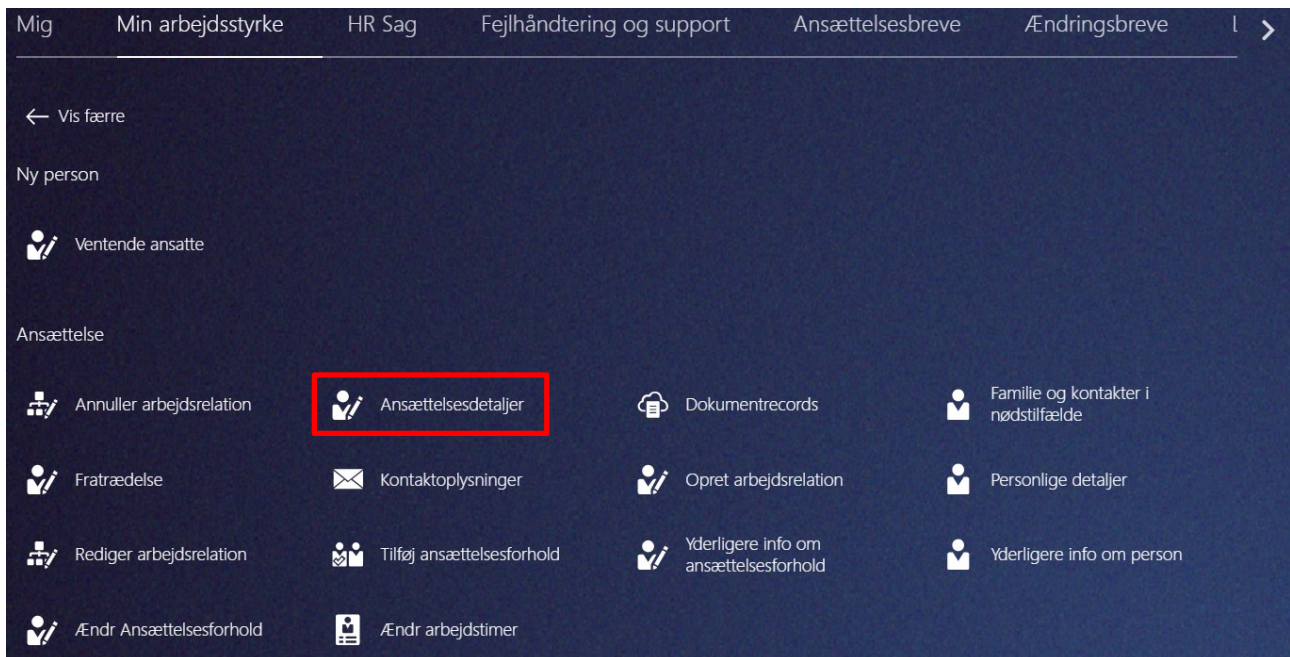 Mig Min arbejdsstyrke HR Sag Fejlhåndtering og support Ansættelsesbreve Ændringsbreve
Vis færre
Ny person
Ventende ansatte
Ansættelse
Annuller arbejdsrelation Ansættelsesdetaljer Dokumentrecords Familie og kontakter i
nødstilfælde
Fratrædelse Kontaktoplysninger Opret arbejdsrelation Personlige detaljer
Rediger arbejdsrelation Tilføj ansættelsesforhold Yderligere info om
ansættelsesforhold Yderligere info om person
Ændr Ansættelsesforhold Ændr arbejdstimer